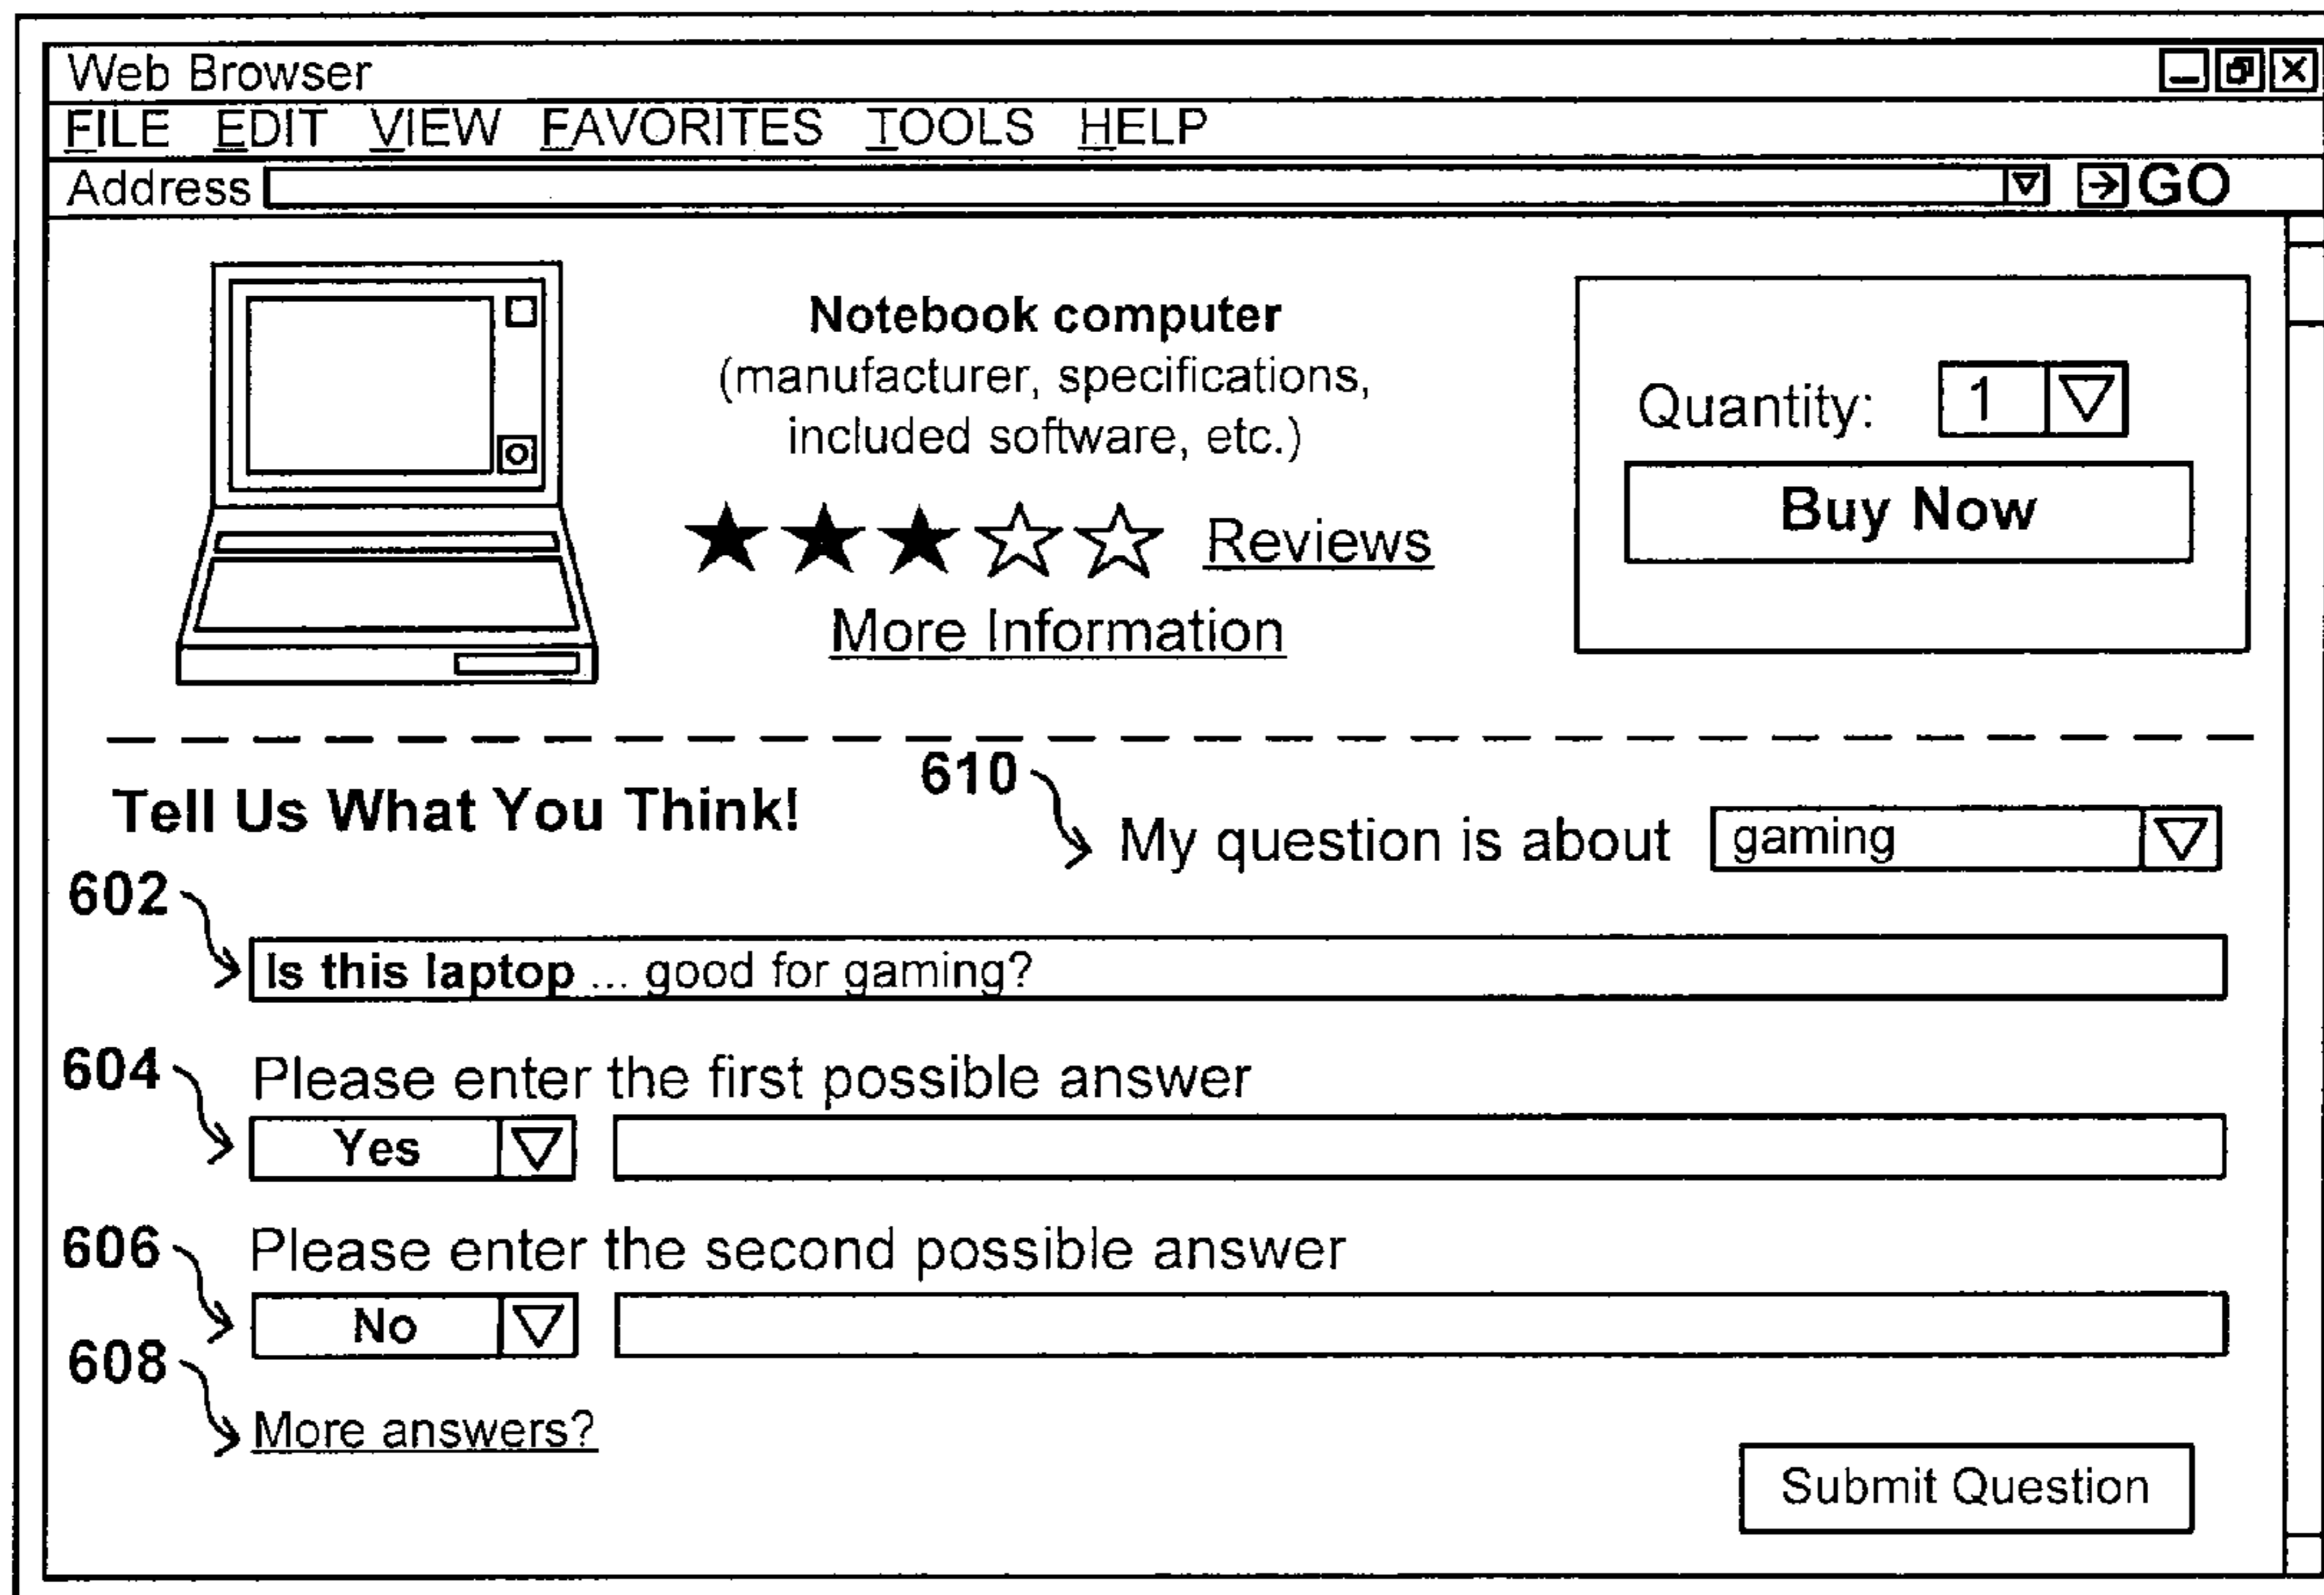 Web Browser
FILE EDIT VIEW FAVORITES TOOLS HELP
Address GO
Notebook computer
(manufacturer, specifications,
included software, etc.)
Reviews
More Information
Quantity: 1
Buy Now
610
Tell Us What You Think!
My question is about gaming
602
Is this laptop ... good for gaming?
604
Please enter the first possible answer
Yes
606
Please enter the second possible answer
No
608
More answers?
Submit Question